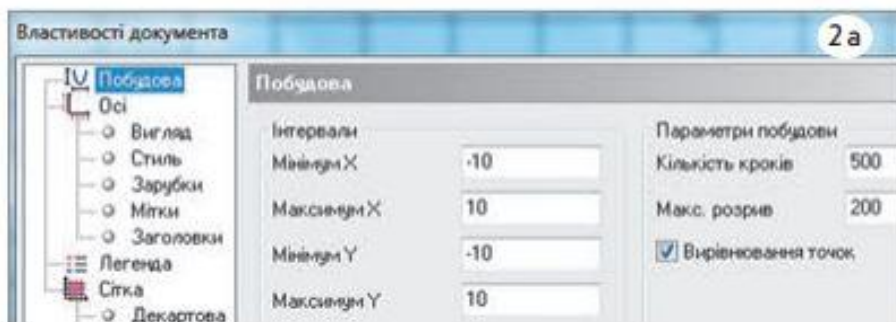 Властивості документа
2а
Побудова
Осі
Вигляд
Стиль
Зарубки
Мітки
Заголовки
Легенда
Сітка
Декартова
Побудова
Інтервали
Мінімум X
-10
Максимум X
10
Мінімум Y
-10
Максимум Y
10
Параметри побудови
Кількість кроків
500
Макс. розрив
200
Вирівнювання точок